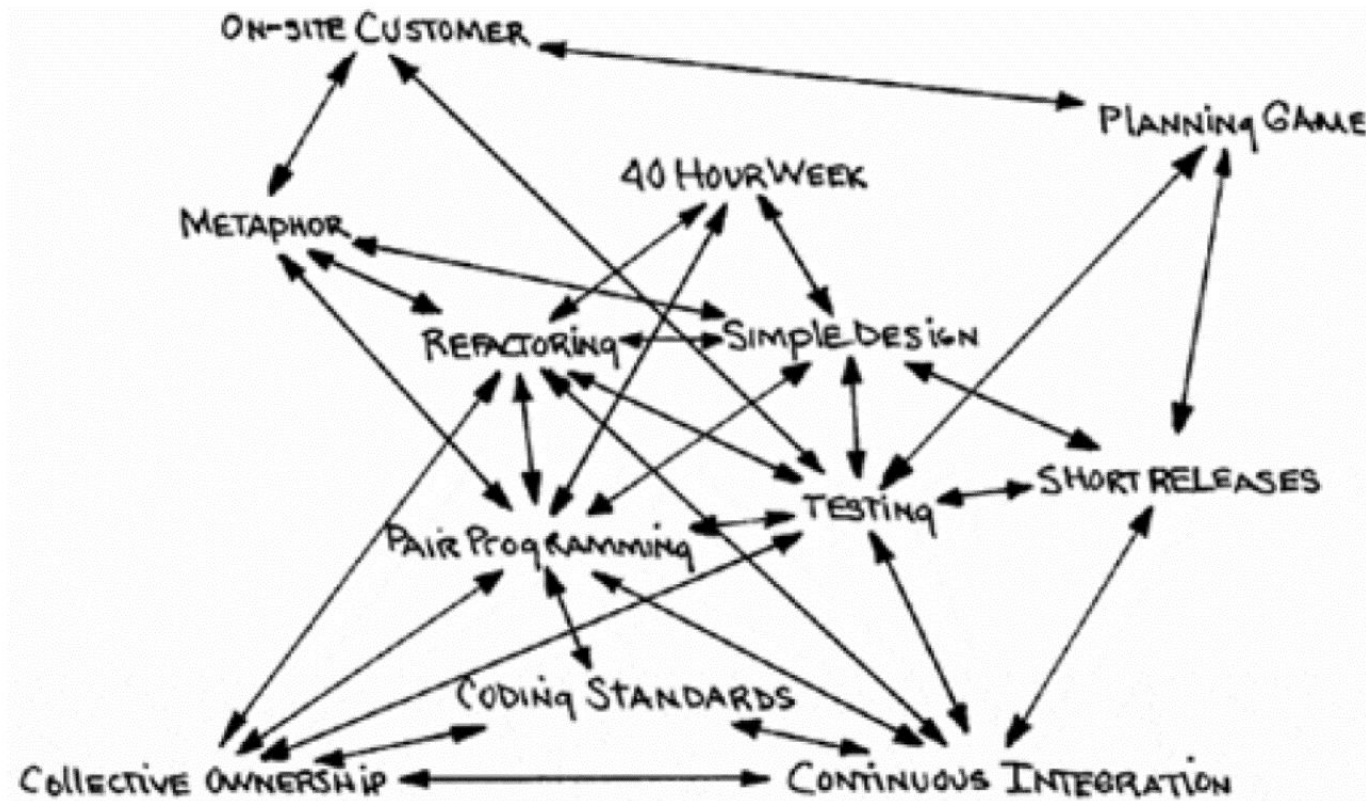 ON-SITE CUSTOMER
PLANNING GAME
40 HOUR WEEK
METAPHOR
REFACTORING
SIMPLE DESIGN
SHORT RELEASES
TESTING
PAIR PROGRAMMING
CODING STANDARDS
COLLECTIVE OWNERSHIP
CONTINUOUS INTEGRATION